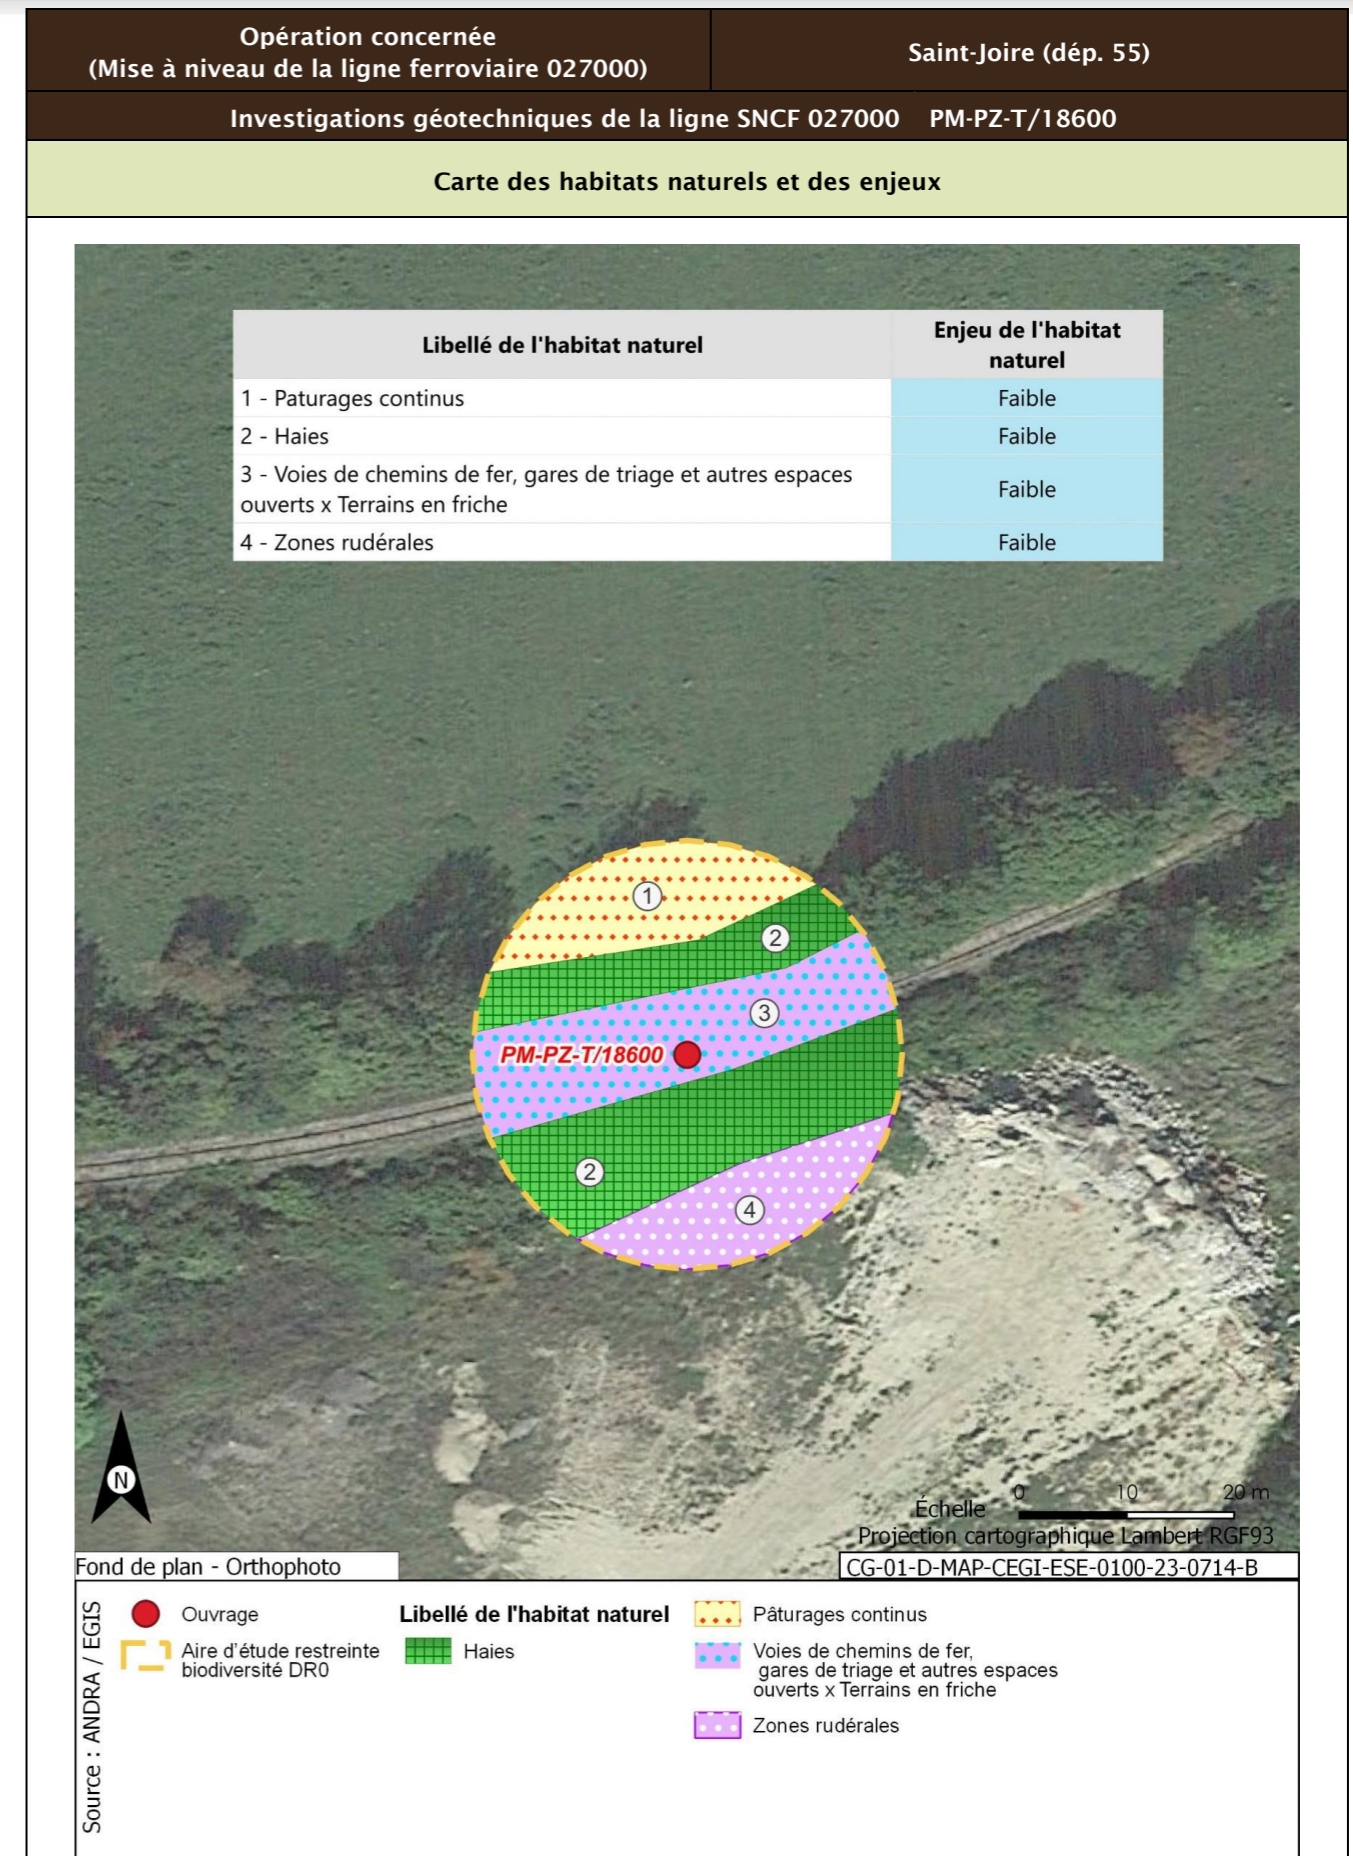 Opération concernée
(Mise à niveau de la ligne ferroviaire 027000)
Saint-Joire (dép. 55)
Investigations géotechniques de la ligne SNCF 027000 PM-PZ-T/18600
Carte des habitats naturels et des enjeux
Libellé de l'habitat naturel
Enjeu de l'habitat
naturel
1 - Paturages continus
Faible
2 - Haies
Faible
3 - Voies de chemins de fer, gares de triage et autres espaces
ouverts x Terrains en friche
Faible
4 - Zones rudérales
Faible
1
2
3
PM-PZ-T/18600
2
4
N
Échelle
0 10 20 m
Projection cartographique Lambert RGF93
Fond de plan - Orthophoto
CG-01-D-MAP-CEGI-ESE-0100-23-0714-B
Source : ANDRA / EGIS
Ouvrage
Aire d'étude restreinte
biodiversité DR0
Libellé de l'habitat naturel
Haies
Pâturages continus
Voies de chemins de fer,
gares de triage et autres espaces
ouverts x Terrains en friche
Zones rudérales